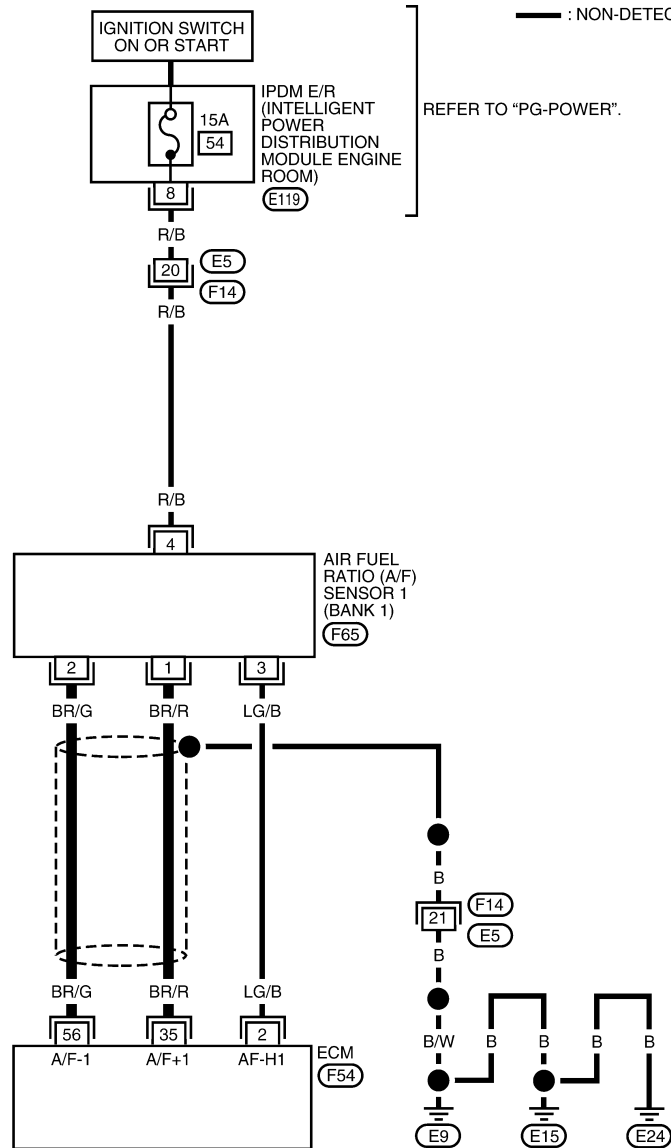 IGNITION SWITCH
ON OR START
: NON-DETEC
IPDM E/R
(INTELLIGENT
POWER
DISTRIBUTION
MODULE ENGINE
ROOM)
E119
REFER TO “PG-POWER”.
15A
54
8
R/B
20
E5
F14
R/B
R/B
4
AIR FUEL
RATIO (A/F)
SENSOR 1
(BANK 1)
F65
2 1 3
BR/G BR/R LG/B
B
21
F14
E5
B
BR/G BR/R LG/B
56 35 2
A/F-1 A/F+1 AF-H1
ECM
F54
B/W B B B B
E9 E15 E24